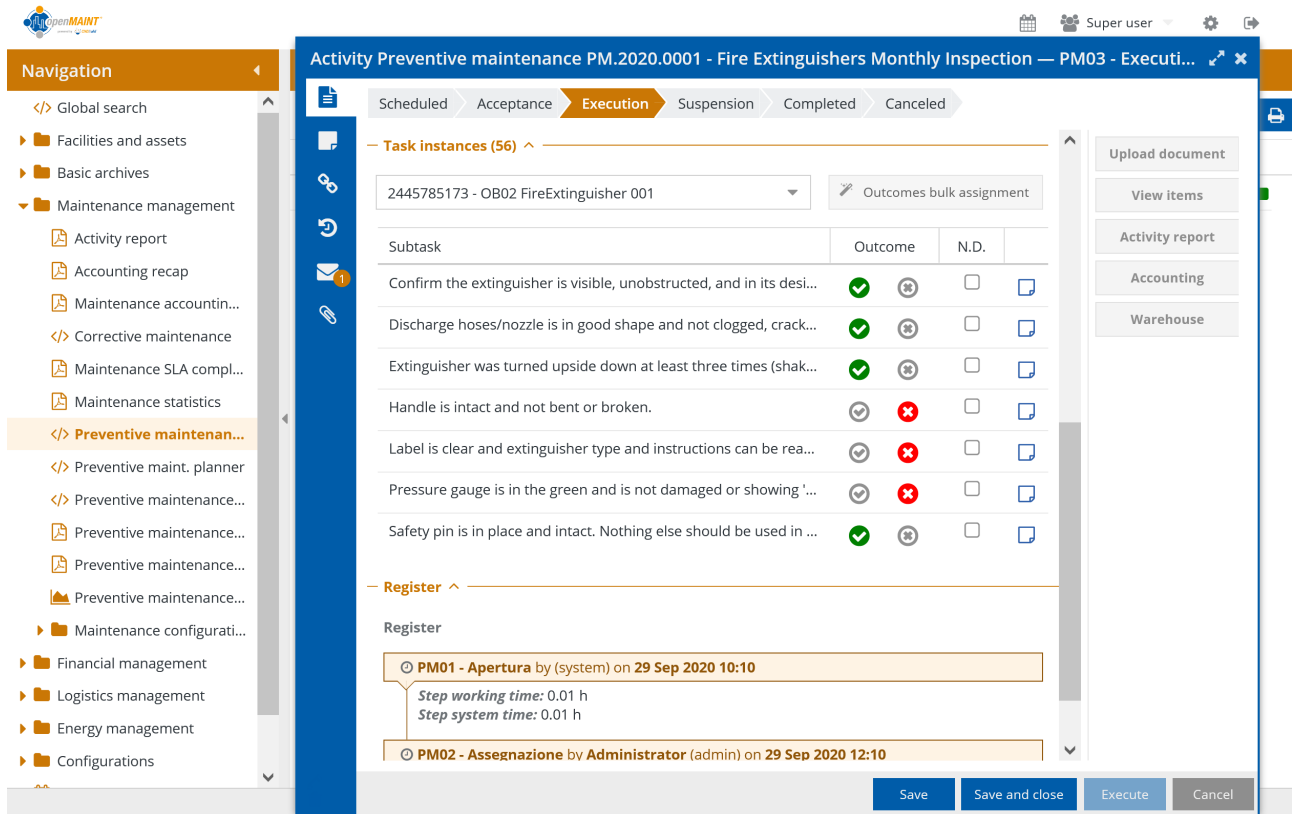 openMAINT
Super user
Navigation
Global search
Facilities and assets
Basic archives
Maintenance management
Activity report
Accounting recap
Maintenance accountin...
Corrective maintenance
Maintenance SLA compl...
Maintenance statistics
Preventive maintenan...
Preventive maint. planner
Preventive maintenance...
Preventive maintenance...
Preventive maintenance...
Preventive maintenance...
Maintenance configurati...
Financial management
Logistics management
Energy management
Configurations
Activity Preventive maintenance PM.2020.0001 - Fire Extinguishers Monthly Inspection — PM03 - Executi...
Scheduled Acceptance Execution Suspension Completed Canceled
1
Task instances (56)
2445785173 - OB02 FireExtinguisher 001
Outcomes bulk assignment
Subtask Outcome N.D.
Confirm the extinguisher is visible, unobstructed, and in its desi...
Discharge hoses/nozzle is in good shape and not clogged, crack...
Extinguisher was turned upside down at least three times (shak...
Handle is intact and not bent or broken.
Label is clear and extinguisher type and instructions can be rea...
Pressure gauge is in the green and is not damaged or showing '...
Safety pin is in place and intact. Nothing else should be used in ...
Register
Register
PM01 - Apertura by (system) on 29 Sep 2020 10:10
Step working time: 0.01 h
Step system time: 0.01 h
PM02 - Assegnazione by Administrator (admin) on 29 Sep 2020 12:10
Upload document
View items
Activity report
Accounting
Warehouse
Save Save and close Execute Cancel